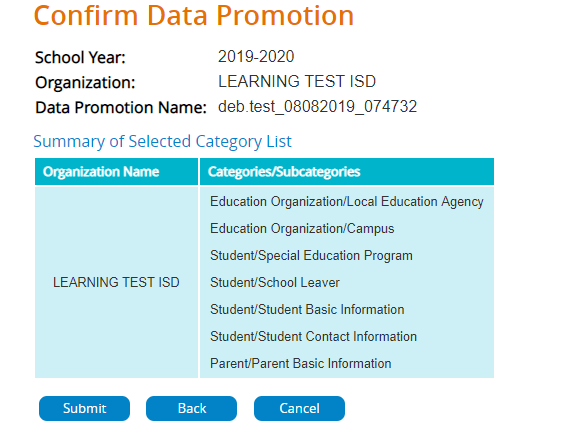 Confirm Data Promotion
School Year: 2019-2020
Organization: LEARNING TEST ISD
Data Promotion Name: deb.test_08082019_074732
Summary of Selected Category List
Organization Name Categories/Subcategories
LEARNING TEST ISD
Education Organization/Local Education Agency
Education Organization/Campus
Student/Special Education Program
Student/School Leaver
Student/Student Basic Information
Student/Student Contact Information
Parent/Parent Basic Information
Submit Back Cancel